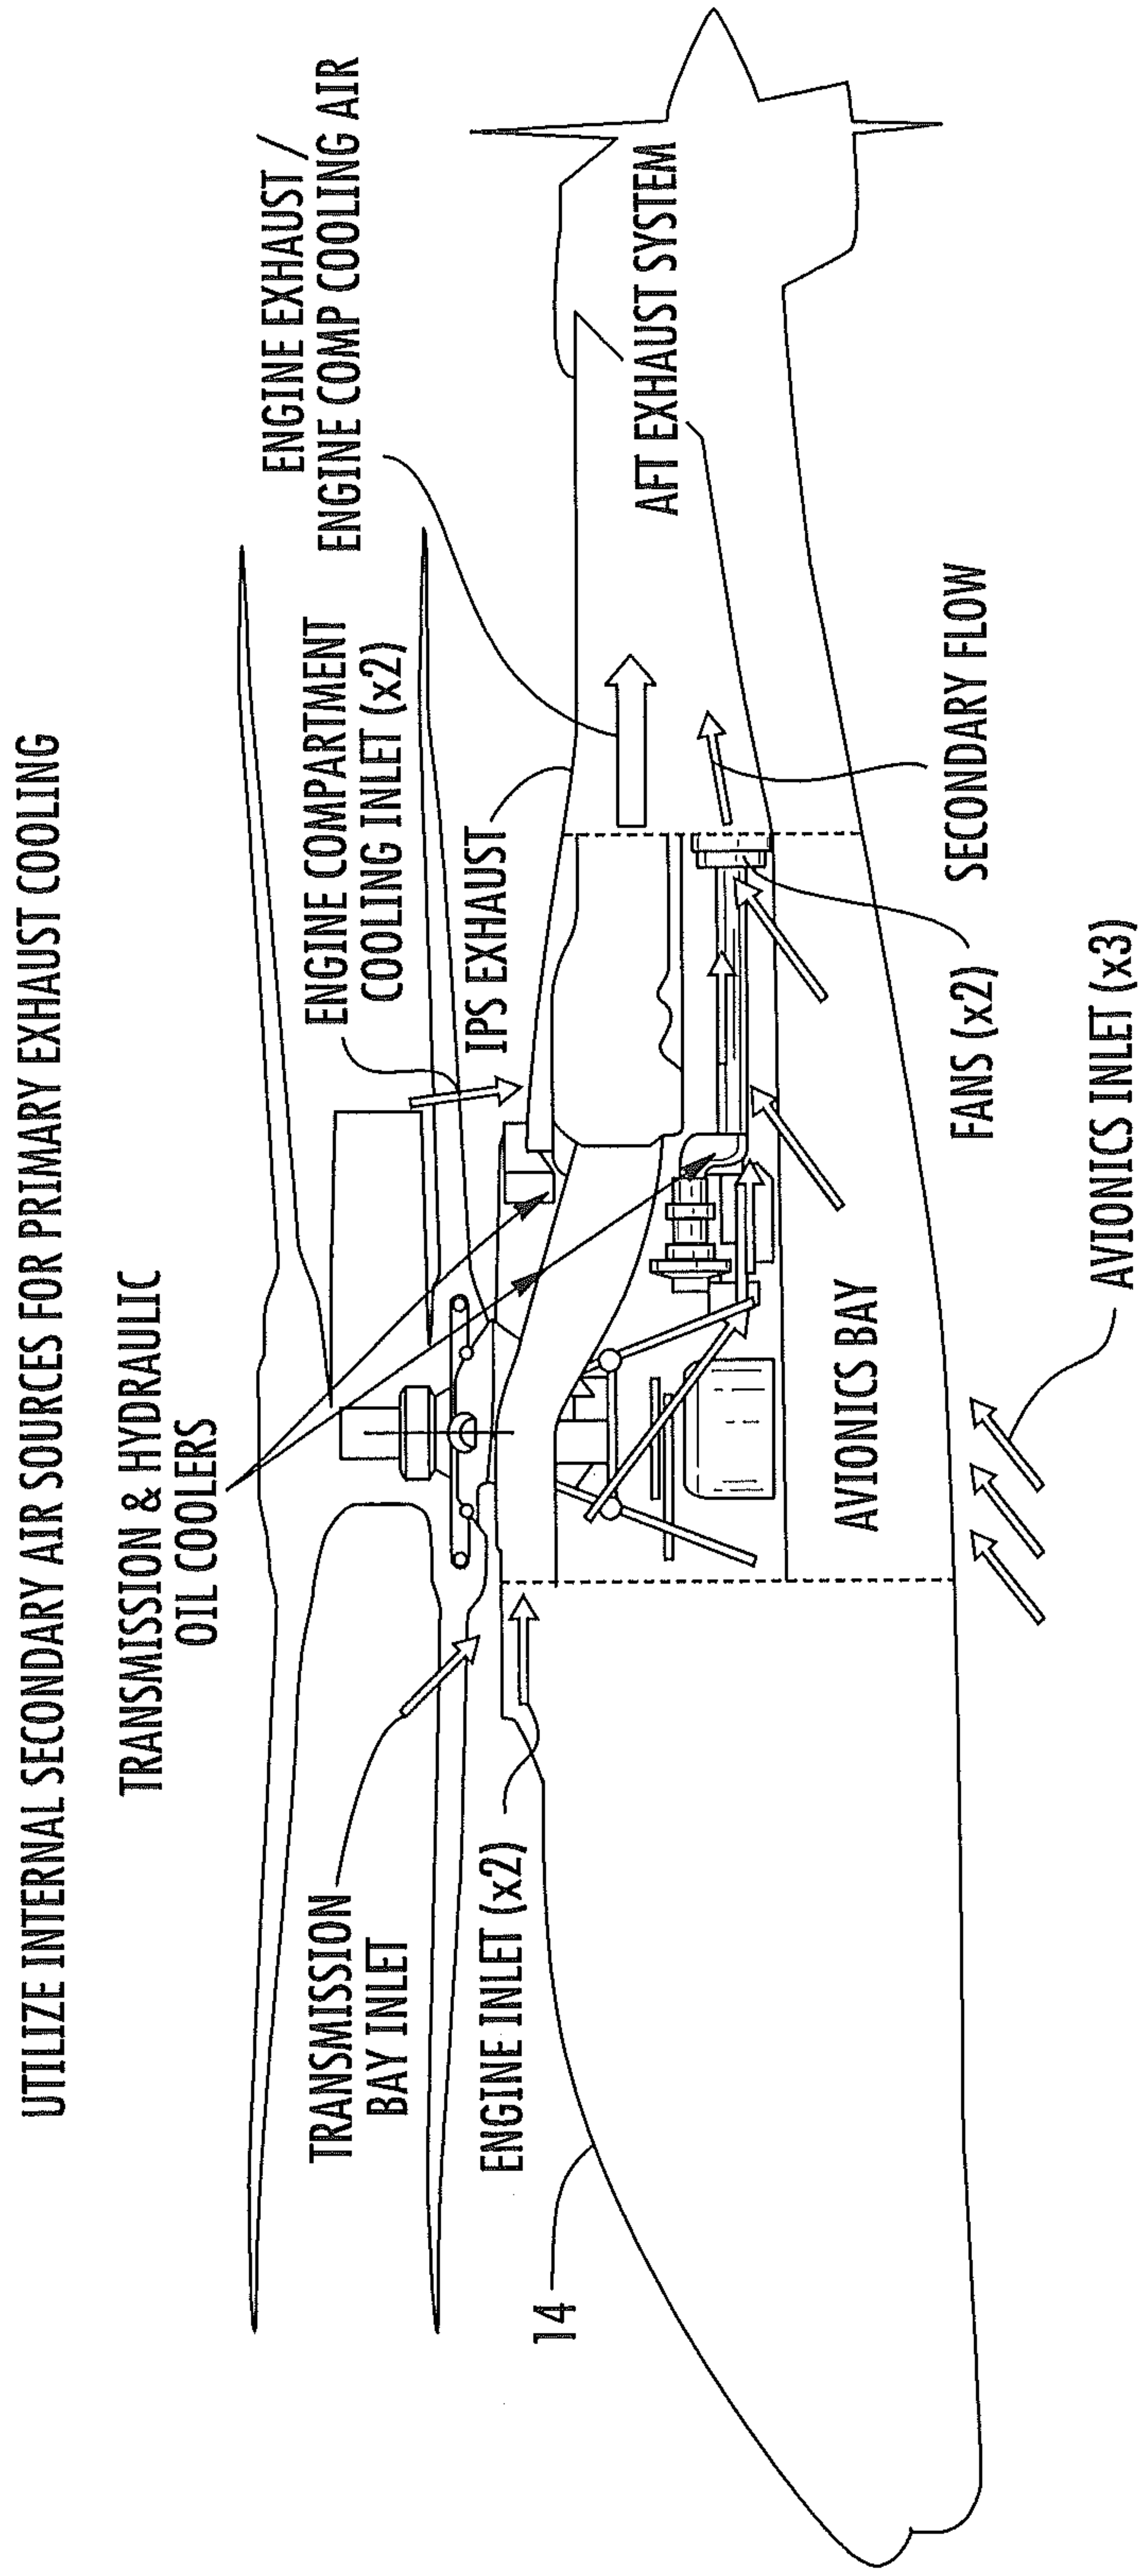 UTILIZE INTERNAL SECONDARY AIR SOURCES FOR PRIMARY EXHAUST COOLING
TRANSMISSION & HYDRAULIC
OIL COOLERS
ENGINE EXHAUST /
ENGINE COMP COOLING AIR
TRANSMISSION
BAY INLET
ENGINE COMPARTMENT
COOLING INLET (x2)
ENGINE INLET (x2)
IPS EXHAUST
14
AFT EXHAUST SYSTEM
AVIONICS BAY
SECONDARY FLOW
FANS (x2)
AVIONICS INLET (x3)